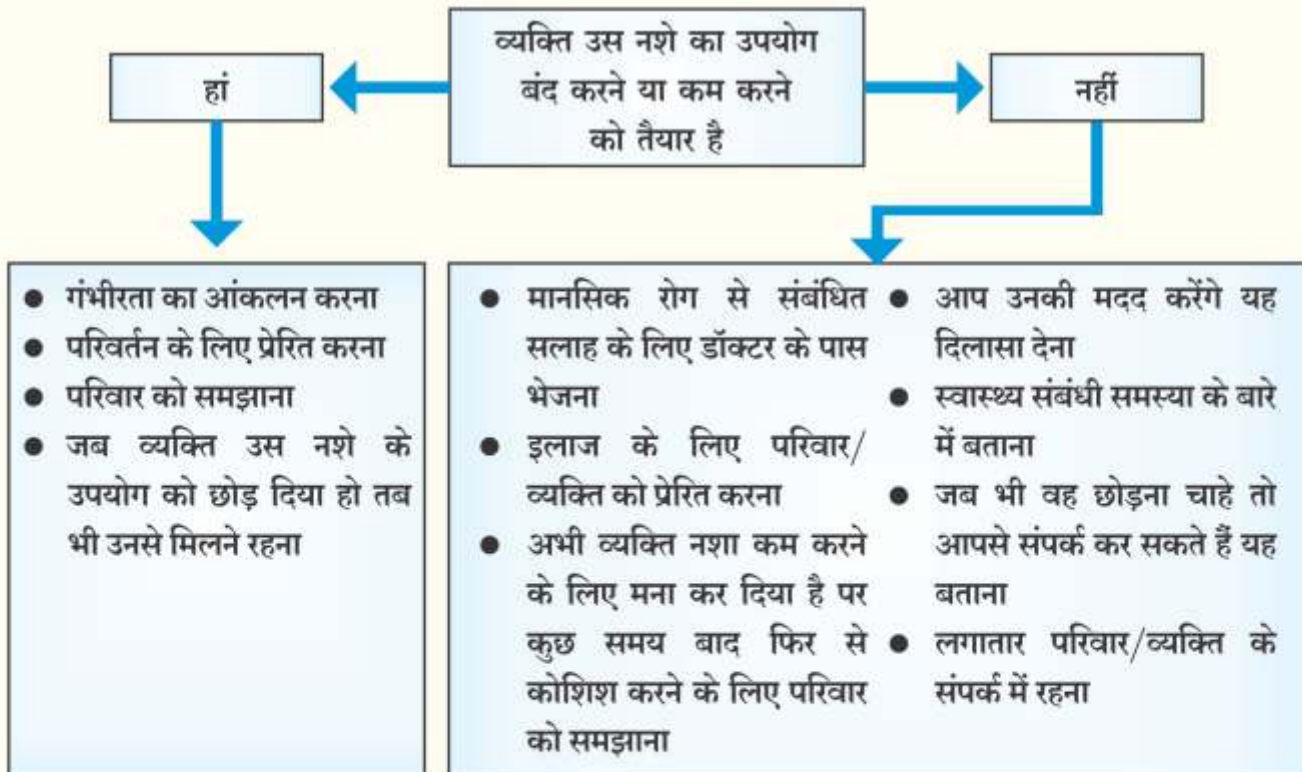 व्यक्ति उस नशे का उपयोग
बंद करने या कम करने
को तैयार है
हां
नहीं
● गंभीरता का आंकलन करना
● परिवर्तन के लिए प्रेरित करना
● परिवार को समझाना
● जब व्यक्ति उस नशे के
उपयोग को छोड़ दिया हो तब
भी उनसे मिलने रहना
● मानसिक रोग से संबंधित
सलाह के लिए डॉक्टर के पास
भेजना
● इलाज के लिए परिवार/
व्यक्ति को प्रेरित करना
● अभी व्यक्ति नशा कम करने
के लिए मना कर दिया है पर
कुछ समय बाद फिर से
कोशिश करने के लिए परिवार
को समझाना
● आप उनकी मदद करेंगे यह
दिलासा देना
● स्वास्थ्य संबंधी समस्या के बारे
में बताना
● जब भी वह छोड़ना चाहे तो
आपसे संपर्क कर सकते हैं यह
बताना
● लगातार परिवार/व्यक्ति के
संपर्क में रहना